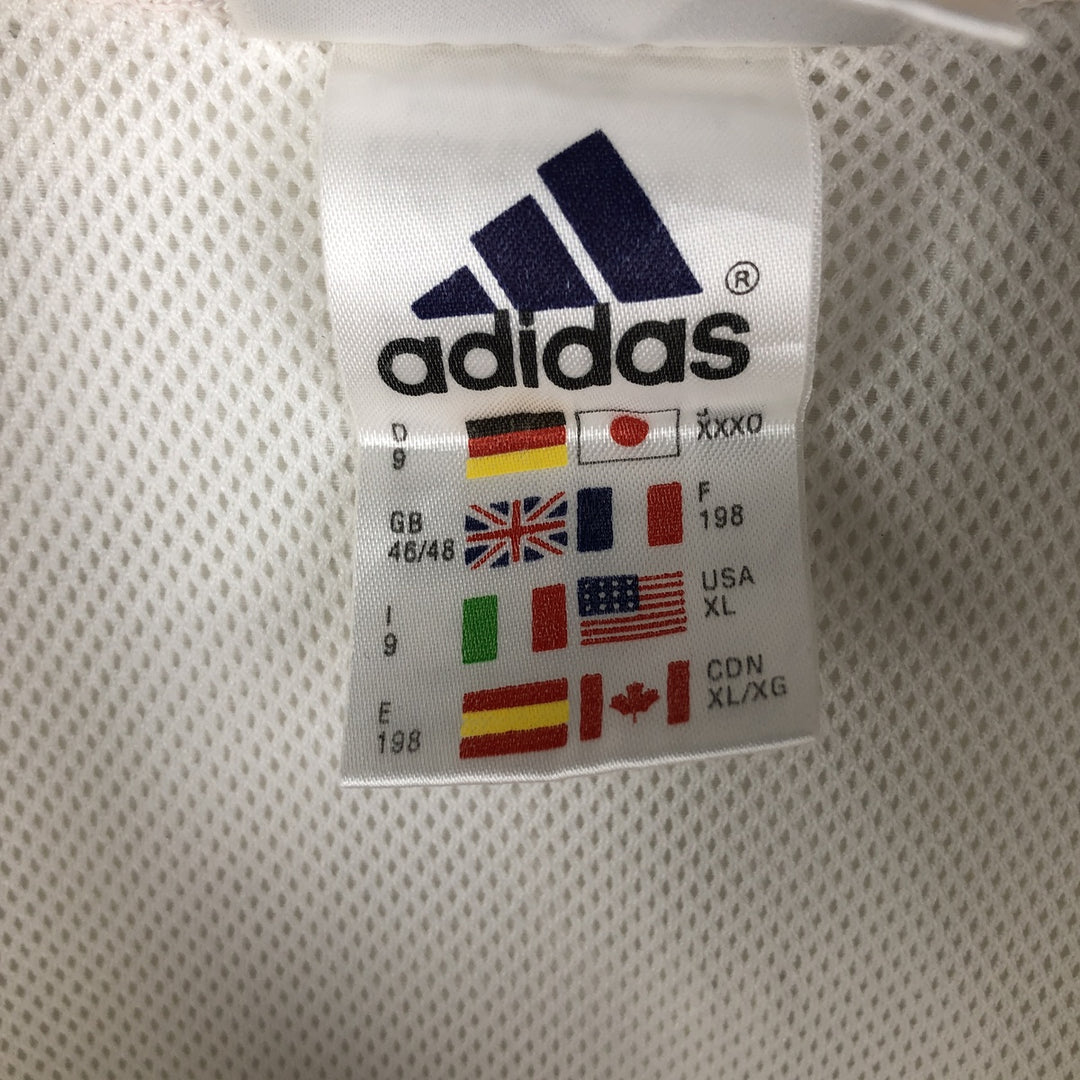 ®
adidas
D
9
J
XXXO
GB
46/48
F
198
I
9
USA
XL
E
198
CDN
XL/XG